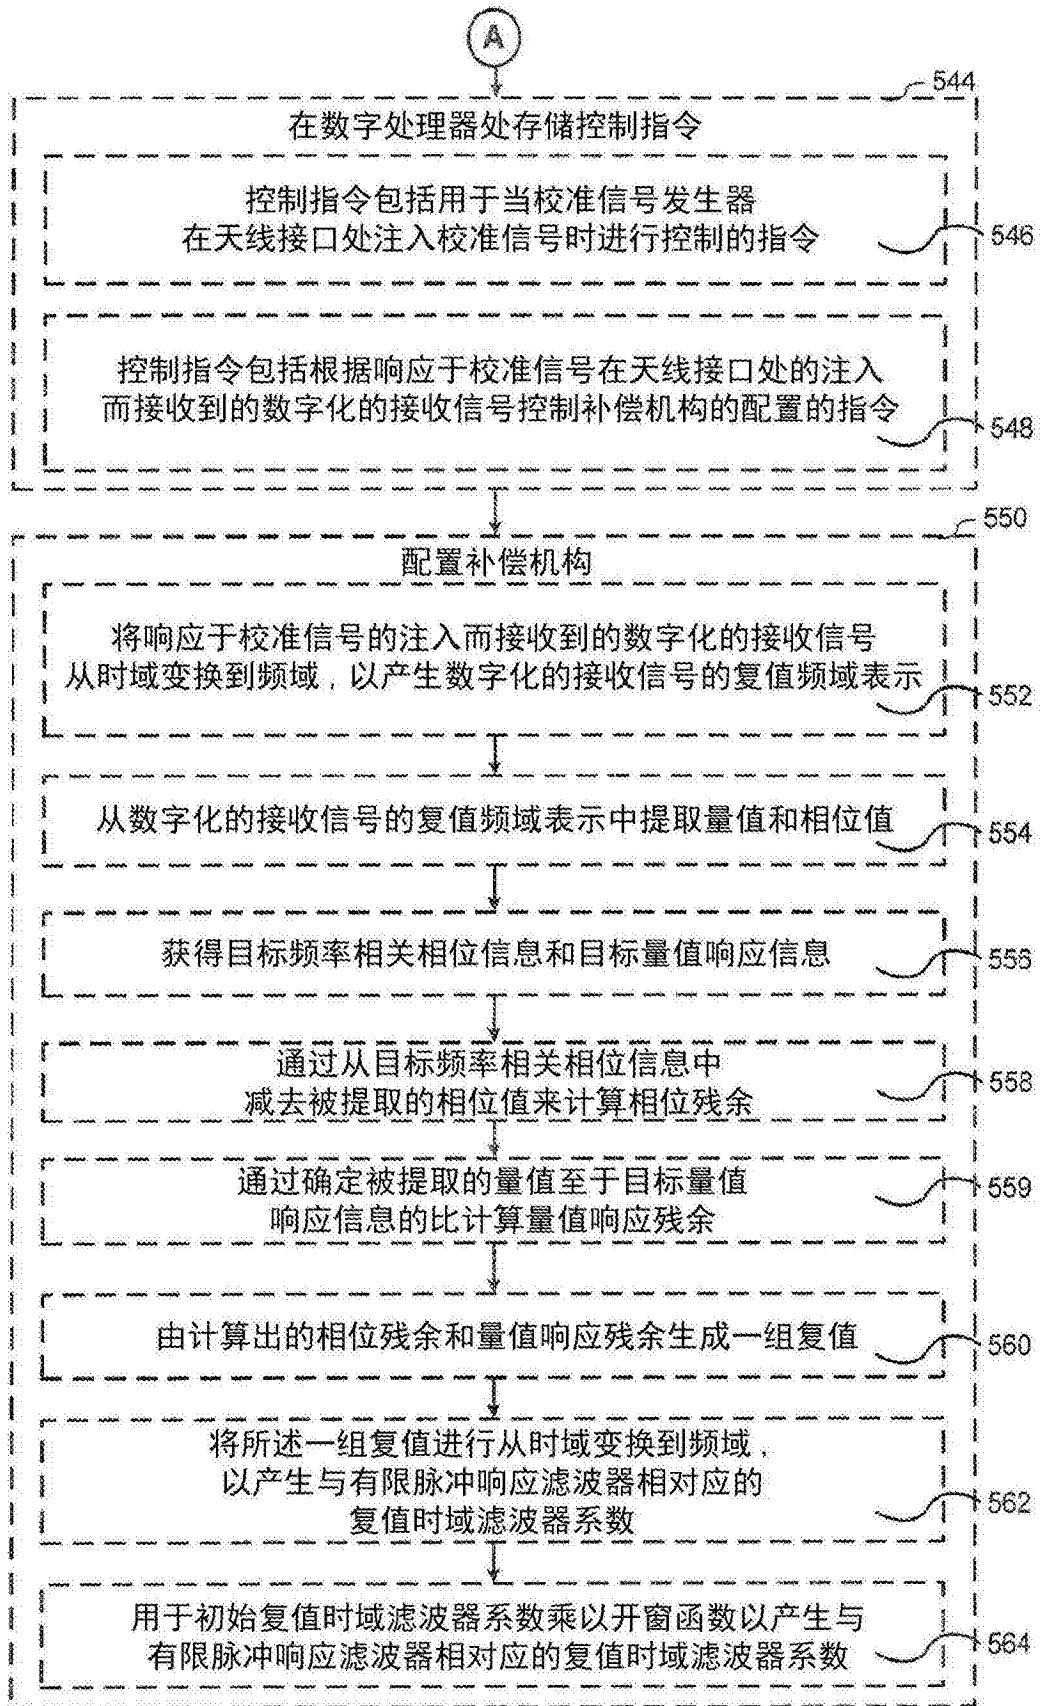 A
544
在数字处理器处存储控制指令
控制指令包括用于当校准信号发生器
在天线接口处注入校准信号时进行控制的指令
546
控制指令包括根据响应于校准信号在天线接口处的注入
而接收到的数字化的接收信号控制补偿机构的配置的指令
548
550
配置补偿机构
将响应于校准信号的注入而接收到的数字化的接收信号
从时域变换到频域，以产生数字化的接收信号的复值频域表示
552
从数字化的接收信号的复值频域表示中提取量值和相位值
554
获得目标频率相关相位信息和目标量值响应信息
556
通过从目标频率相关相位信息中
减去被提取的相位值来计算相位残余
558
通过确定被提取的量值至于目标量值
响应信息的比计算量值响应残余
559
由计算出的相位残余和量值响应残余生成一组复值
560
将所述一组复值进行从时域变换到频域，
以产生与有限脉冲响应滤波器相对应的
复值时域滤波器系数
562
用于初始复值时域滤波器系数乘以开窗函数以产生与
有限脉冲响应滤波器相对应的复值时域滤波器系数
564